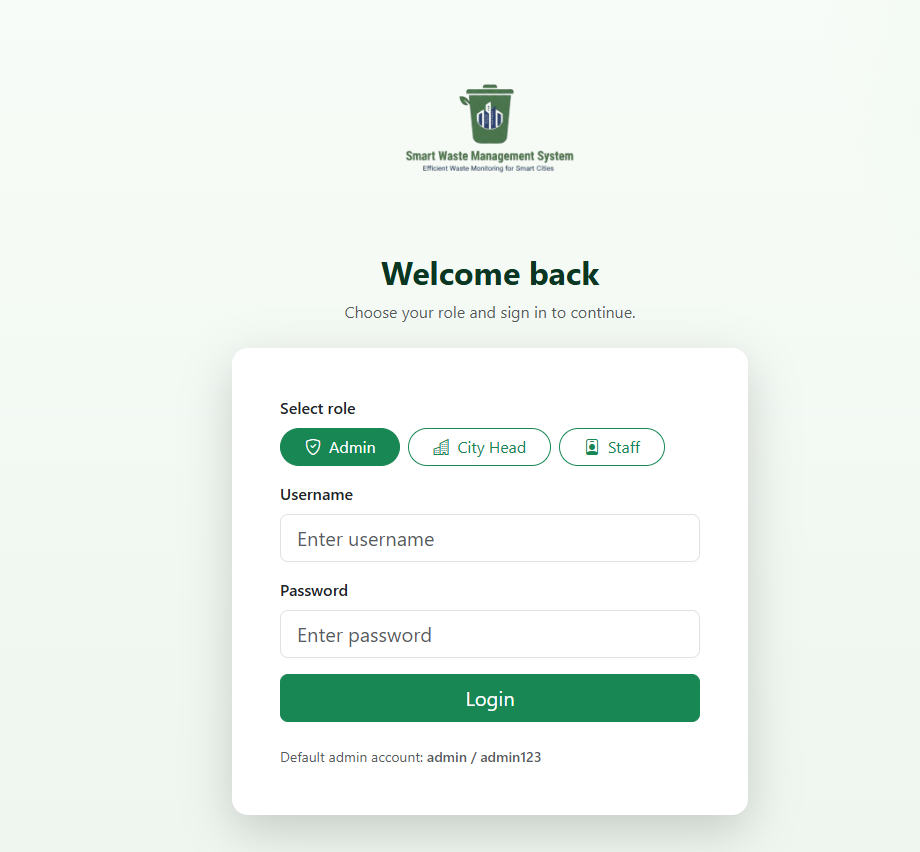 Smart Waste Management System
Efficient Waste Monitoring for Smart Cities
Welcome back
Choose your role and sign in to continue.
Select role
Admin City Head Staff
Username
Enter username
Password
Enter password
Login
Default admin account: admin / admin123